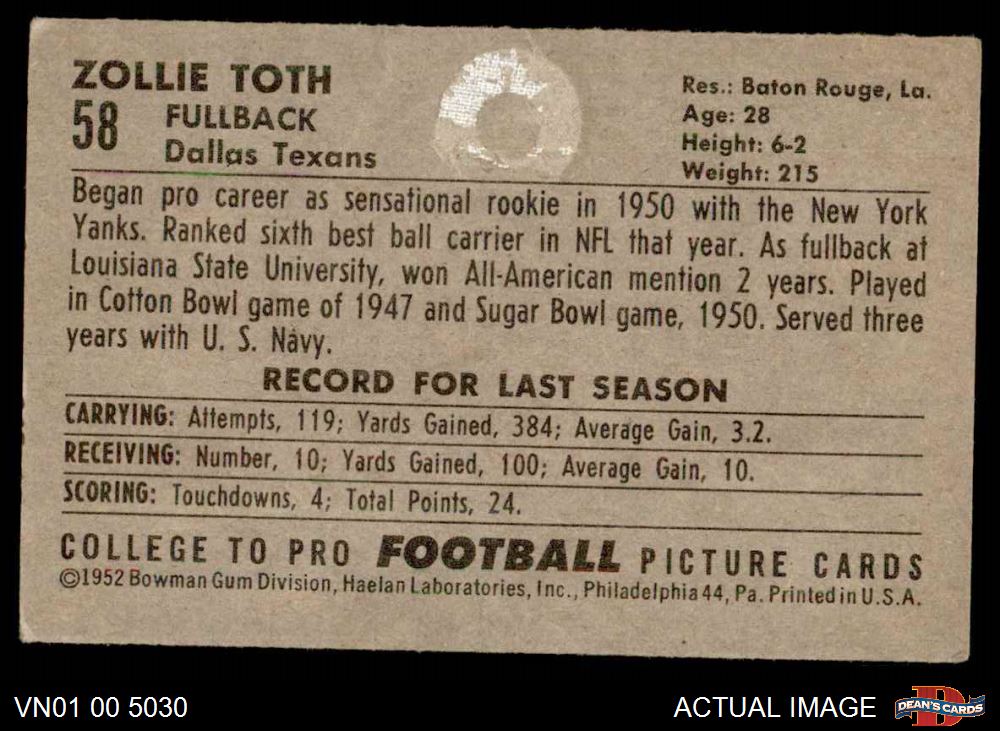 ZOLLIE TOTH
58
FULLBACK
Dallas Texans
Res.: Baton Rouge, La.
Age: 28
Height: 6-2
Weight: 215
Began pro career as sensational rookie in 1950 with the New York
Yanks. Ranked sixth best ball carrier in NFL that year. As fullback at
Louisiana State University, won All-American mention 2 years. Played
in Cotton Bowl game of 1947 and Sugar Bowl game, 1950. Served three
years with U. S. Navy.
RECORD FOR LAST SEASON
CARRYING: Attempts, 119; Yards Gained, 384; Average Gain, 3.2.
RECEIVING: Number, 10; Yards Gained, 100; Average Gain, 10.
SCORING: Touchdowns, 4; Total Points, 24.
COLLEGE TO PRO FOOTBALL PICTURE CARDS
©1952 Bowman Gum Division, Haelan Laboratories, Inc., Philadelphia 44, Pa. Printed in U.S.A.
VN01 00 5030
ACTUAL IMAGE
DEAN'S CARDS